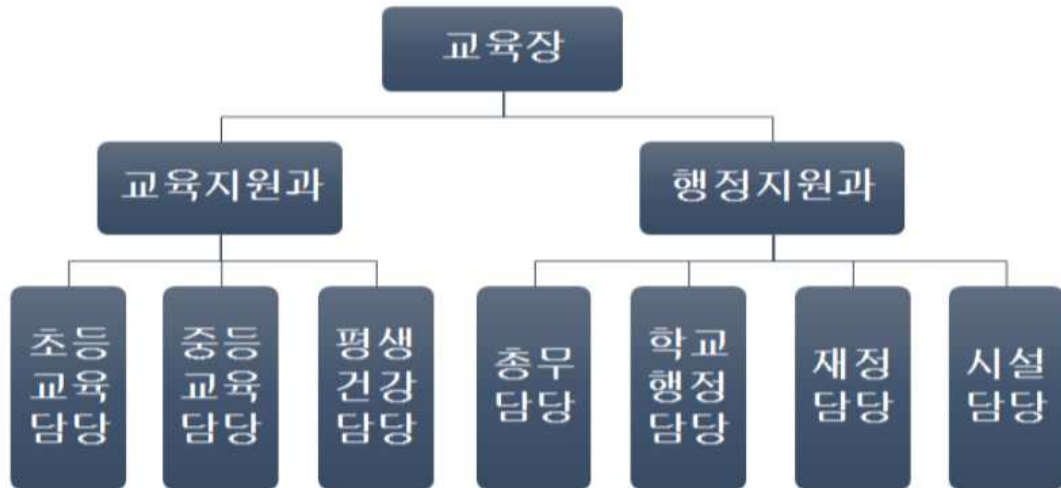 교육장
교육지원과
행정지원과
초등
교육
담당
중등
교육
담당
평생
건강
담당
총무
담당
학교
행정
담당
재정
담당
시설
담당